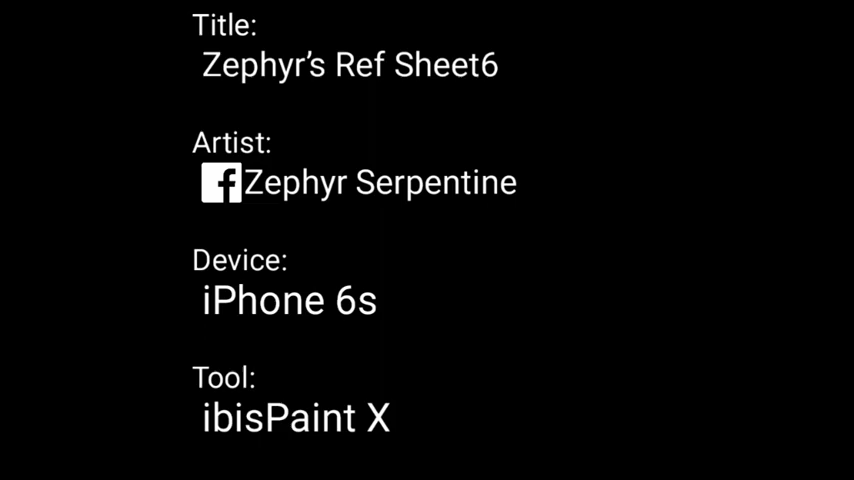 Title:
Zephyr’s Ref Sheet6
Artist:
Zephyr Serpentine
Device:
iPhone 6s
Tool:
ibisPaint X